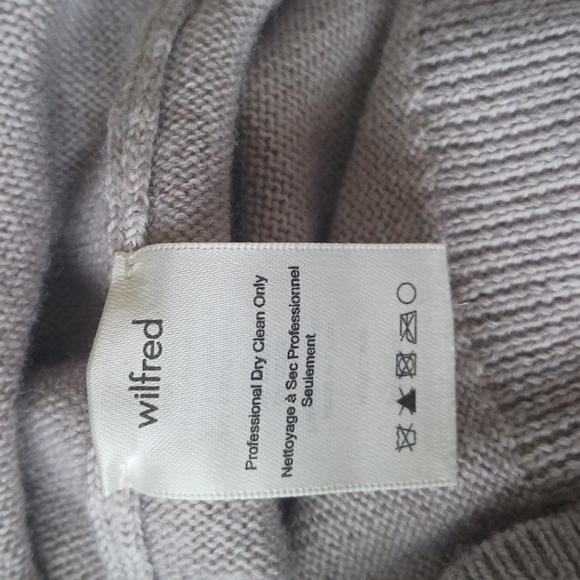 wilfred
Professional Dry Clean Only
Nettoyage à Sec Professionnel
Seulement